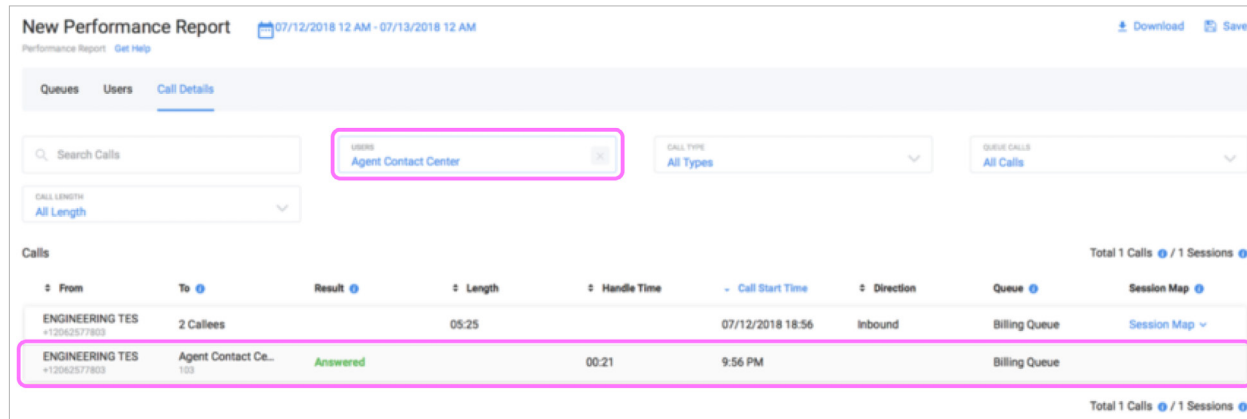 New Performance Report 07/12/2018 12 AM - 07/13/2018 12 AM Download Save
Performance Report Get Help
Queues Users Call Details
Search Calls
USERS
Agent Contact Center
CALL TYPE
All Types
QUEUE CALLS
All Calls
CALL LENGTH
All Length
Calls Total 1 Calls / 1 Sessions
From To Result Length Handle Time Call Start Time Direction Queue Session Map
ENGINEERING TES 2 Callees 05:25 07/12/2018 18:56 Inbound Billing Queue Session Map
+12062577803
ENGINEERING TES Agent Contact Ce... Answered 00:21 9:56 PM Billing Queue
+12062577803 103
Total 1 Calls / 1 Sessions